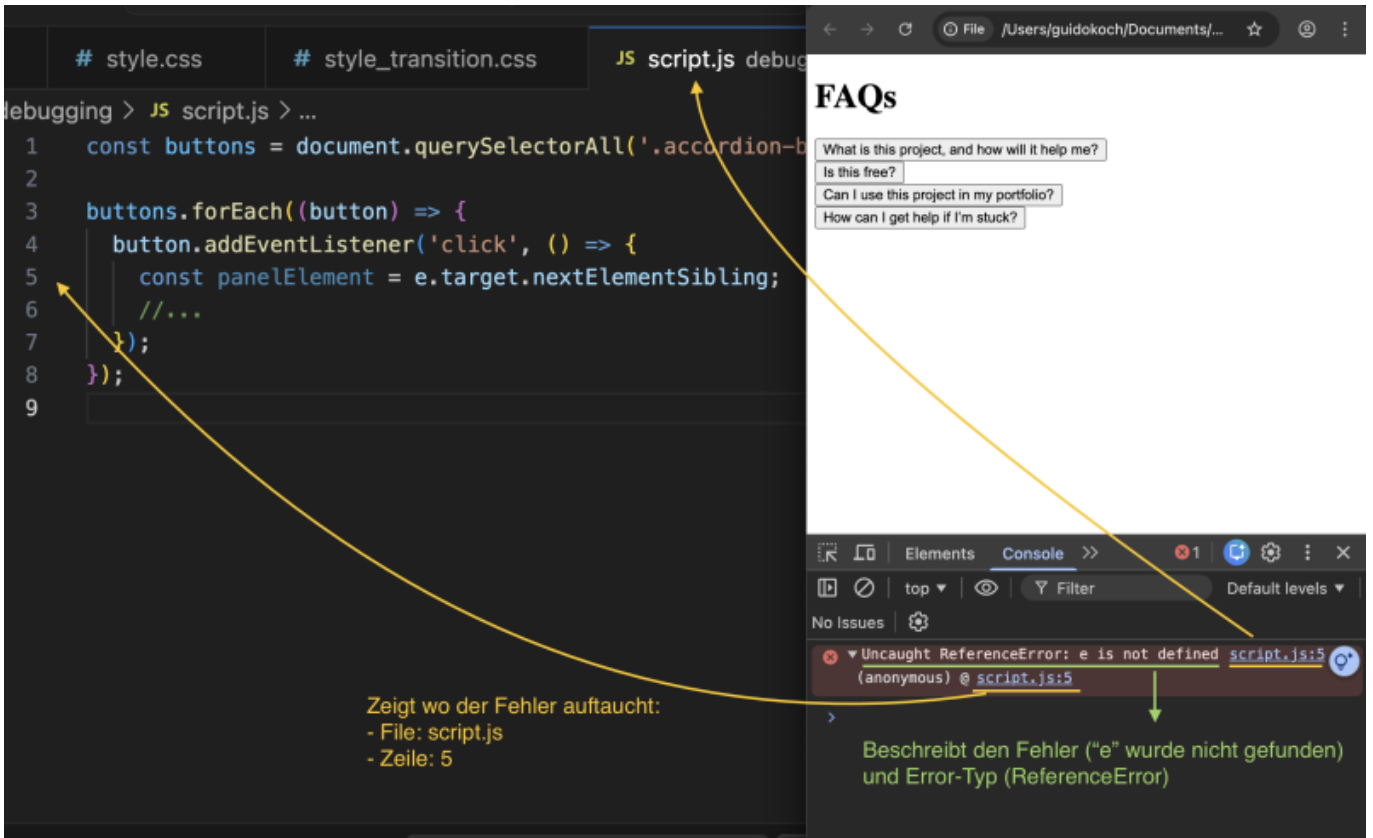 # style.css
# style_transition.css
JS script.js debug
debugging > JS script.js > ...
1 const buttons = document.querySelectorAll('.accordion-b
2
3 buttons.forEach((button) => {
4 button.addEventListener('click', () => {
5 const panelElement = e.target.nextElementSibling;
6 //...
7 });
8 });
9
Zeigt wo der Fehler auftaucht:
- File: script.js
- Zeile: 5
File /Users/guidokoch/Documents/...
FAQs
What is this project, and how will it help me?
Is this free?
Can I use this project in my portfolio?
How can I get help if I'm stuck?
Elements Console >> 1
top Filter Default levels
No Issues
Uncaught ReferenceError: e is not defined script.js:5
(anonymous) @ script.js:5
>
Beschreibt den Fehler (“e” wurde nicht gefunden)
und Error-Typ (ReferenceError)